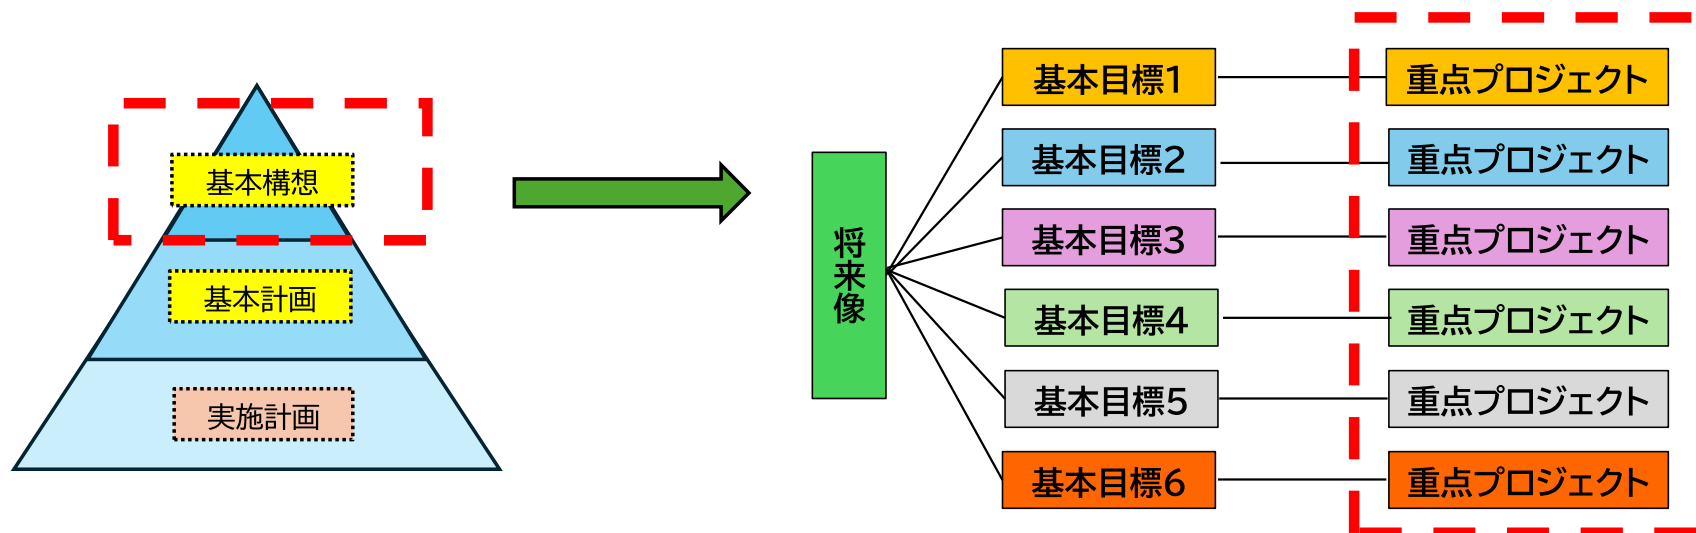 基本構想
基本計画
実施計画
将来像
基本目標1
重点プロジェクト
基本目標2
重点プロジェクト
基本目標3
重点プロジェクト
基本目標4
重点プロジェクト
基本目標5
重点プロジェクト
基本目標6
重点プロジェクト